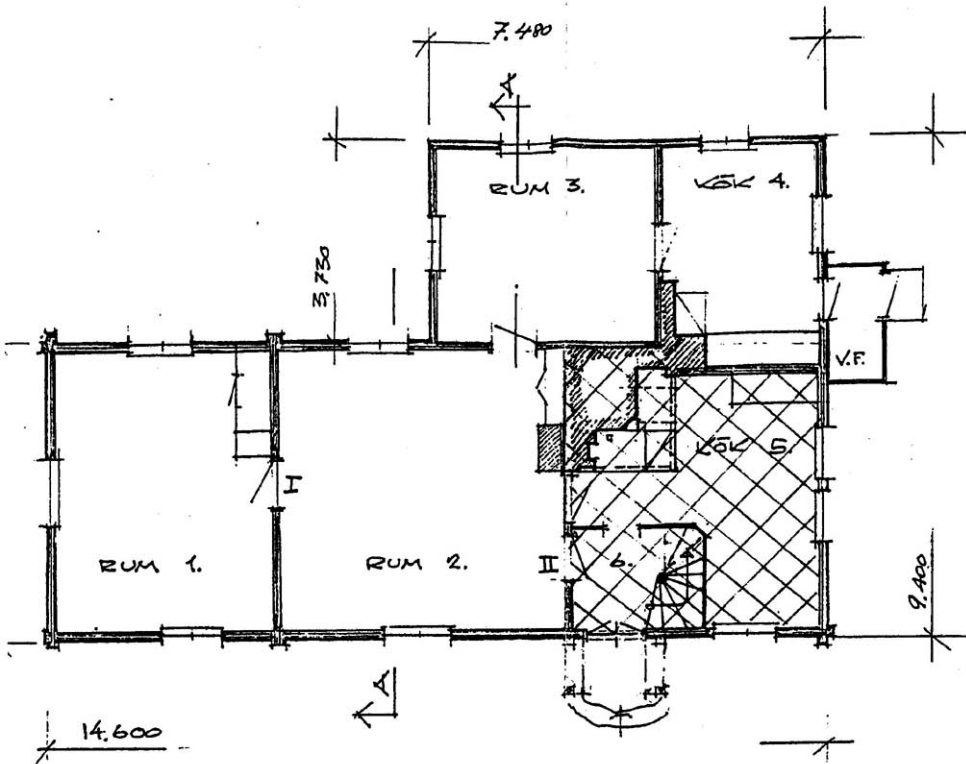 7.480
A
RUM 3.
KÖK 4.
3.730
V.F.
KÖK 5.
I
RUM 1.
RUM 2.
II
6.
9.400
A
14.600